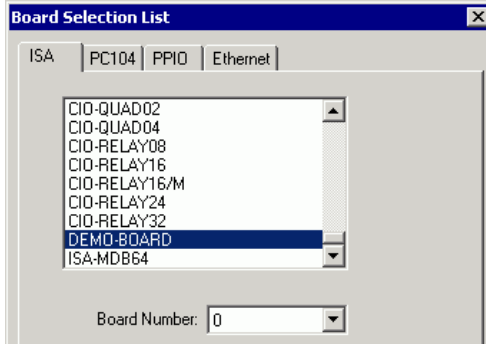 Board Selection List
ISA PC104 PPIO Ethernet
CIO-QUAD02
CIO-QUAD04
CIO-RELAY08
CIO-RELAY16
CIO-RELAY16/M
CIO-RELAY24
CIO-RELAY32
DEMO-BOARD
ISA-MDB64
Board Number: 0